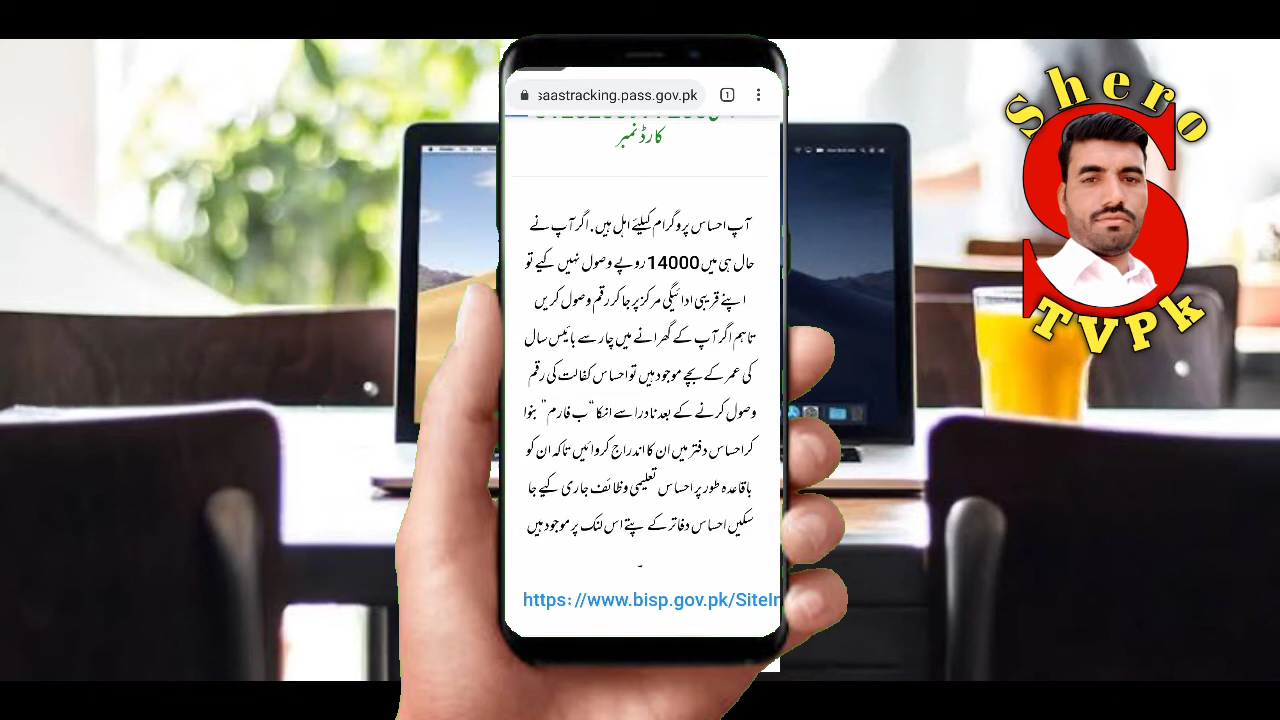 saastracking.pass.gov.pk
1
کارڈ نمبر
آپ احساس پروگرام کیلئے اہل ہیں. اگر آپ نے
حال ہی میں 14000 روپے وصول نہیں کیے تو
اپنے قریبی ادائیگی مرکز پر جا کر رقم وصول کریں
تاہم اگر آپ کے گھرانے میں چار سے بائیس سال
کی عمر کے بچے موجود ہیں تو احساس کفالت کی رقم
وصول کرنے کے بعد نادرا سے انکا “ب فارم” بنوا
کر احساس دفتر میں ان کا اندراج کروائیں تاکہ ان کو
باقاعدہ طور پر احساس تعلیمی وظائف جاری کیے جا
سکیں احساس دفاتر کے پتے اس لنک پر موجود ہیں
۔
https://www.bisp.gov.pk/SiteIn
Shero
S
TVPk